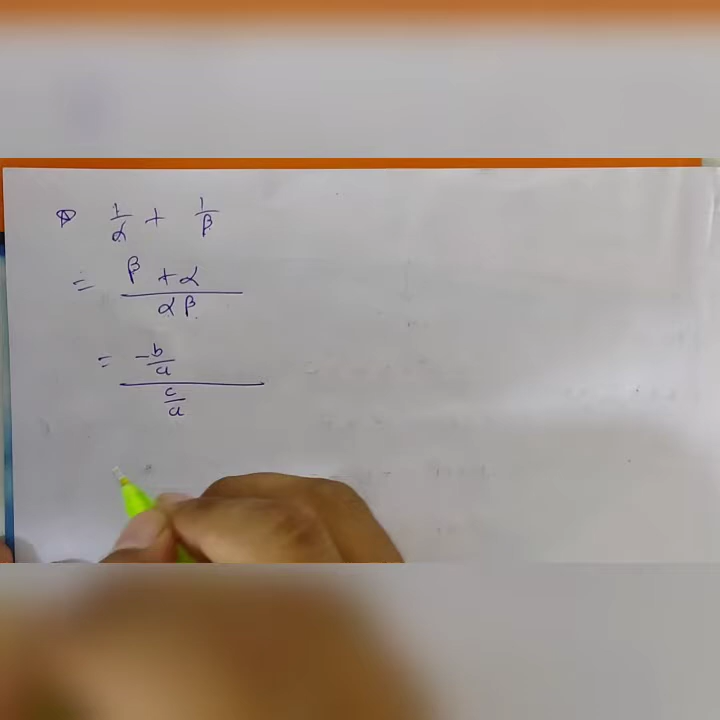 1/α + 1/β
= β + α / αβ
= -b/a / c/a